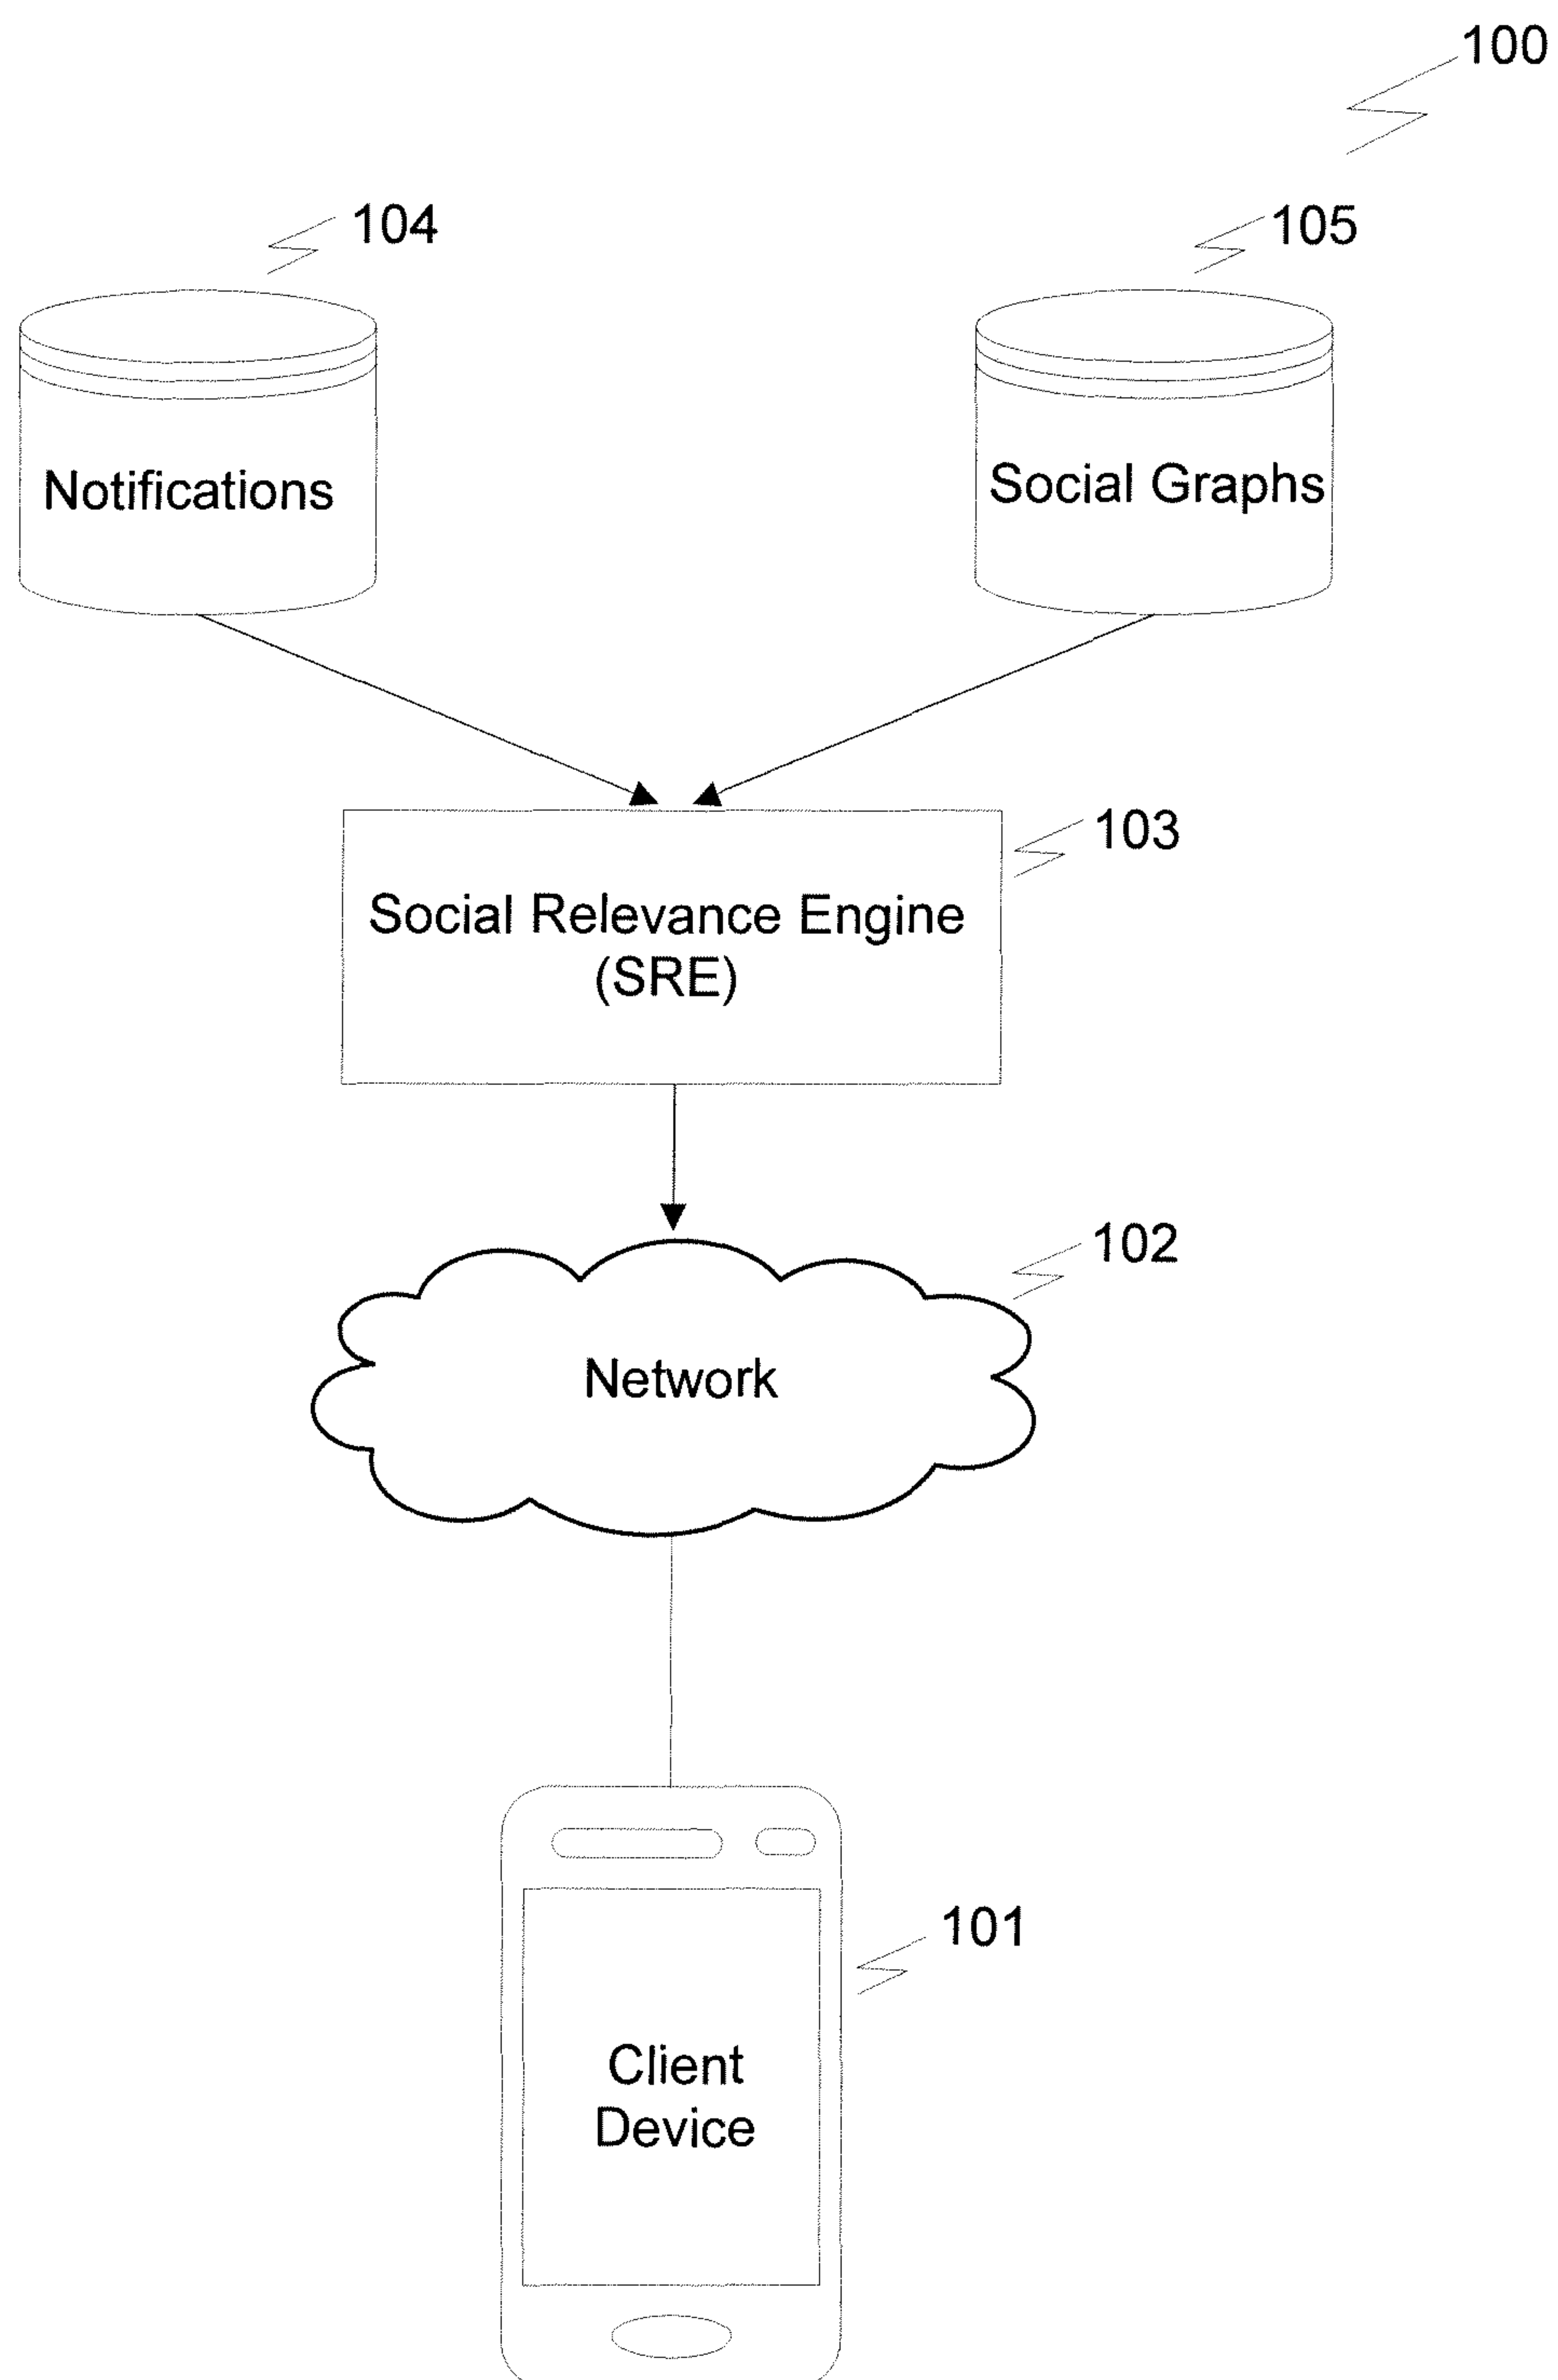 100
104
105
Notifications
Social Graphs
103
Social Relevance Engine
(SRE)
102
Network
101
Client
Device